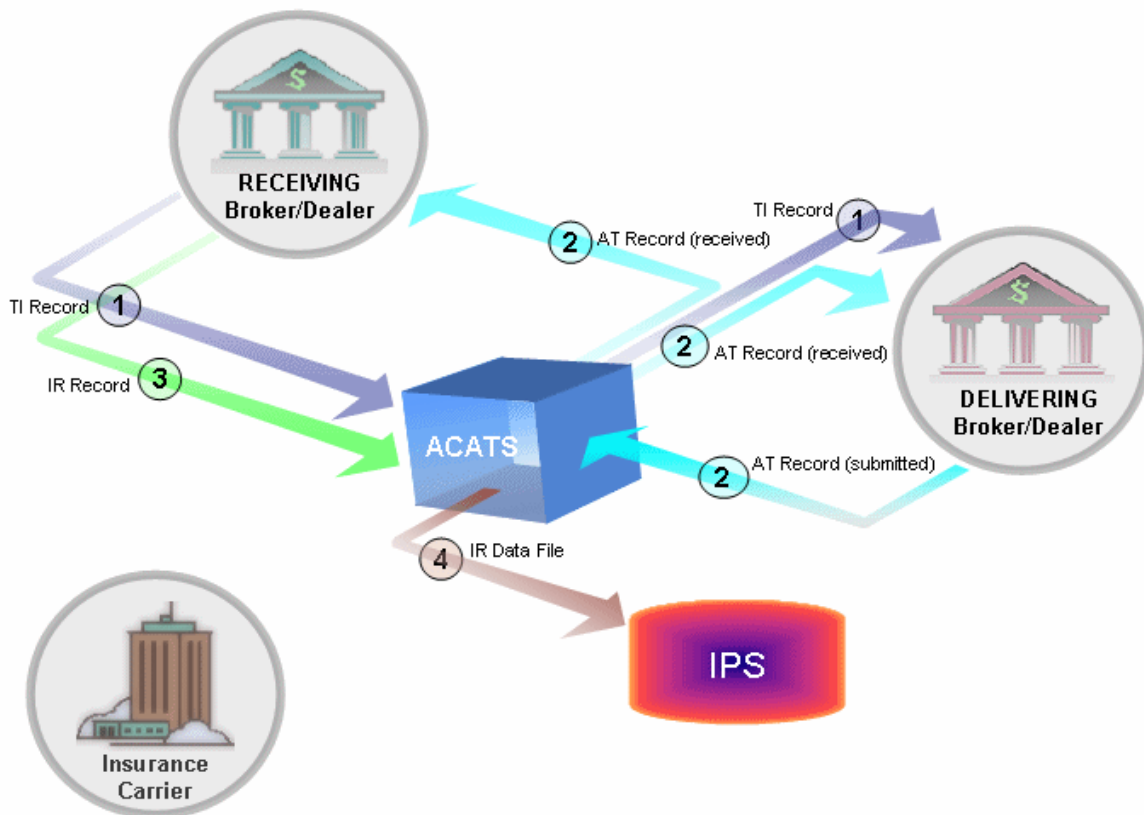 $
RECEIVING
Broker/Dealer
TI Record
1
2
AT Record (received)
$
TI Record
1
2
AT Record (received)
IR Record
3
ACATS
DELIVERING
Broker/Dealer
AT Record (submitted)
2
4
IR Data File
IPS
Insurance
Carrier